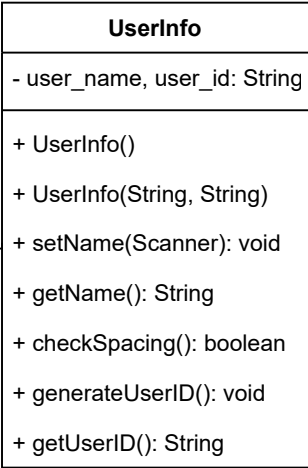 UserInfo
- user_name, user_id: String
+ UserInfo()
+ UserInfo(String, String)
+ setName(Scanner): void
+ getName(): String
+ checkSpacing(): boolean
+ generateUserID(): void
+ getUserID(): String